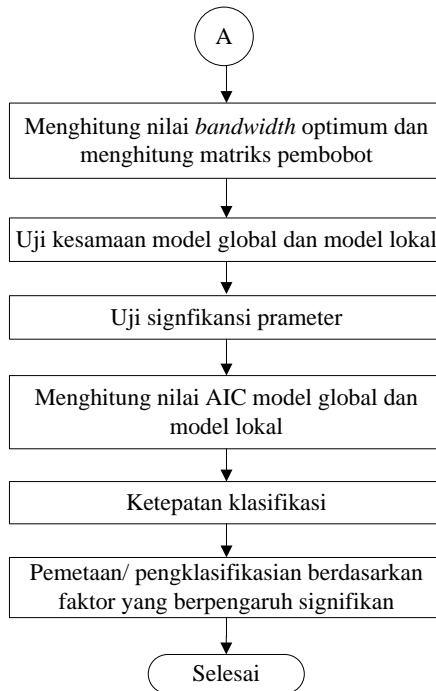 A
Menghitung nilai bandwidth optimum dan
menghitung matriks pembobot
Uji kesamaan model global dan model lokal
Uji signfikansi prameter
Menghitung nilai AIC model global dan
model lokal
Ketepatan klasifikasi
Pemetaan/ pengklasifikasian berdasarkan
faktor yang berpengaruh signifikan
Selesai